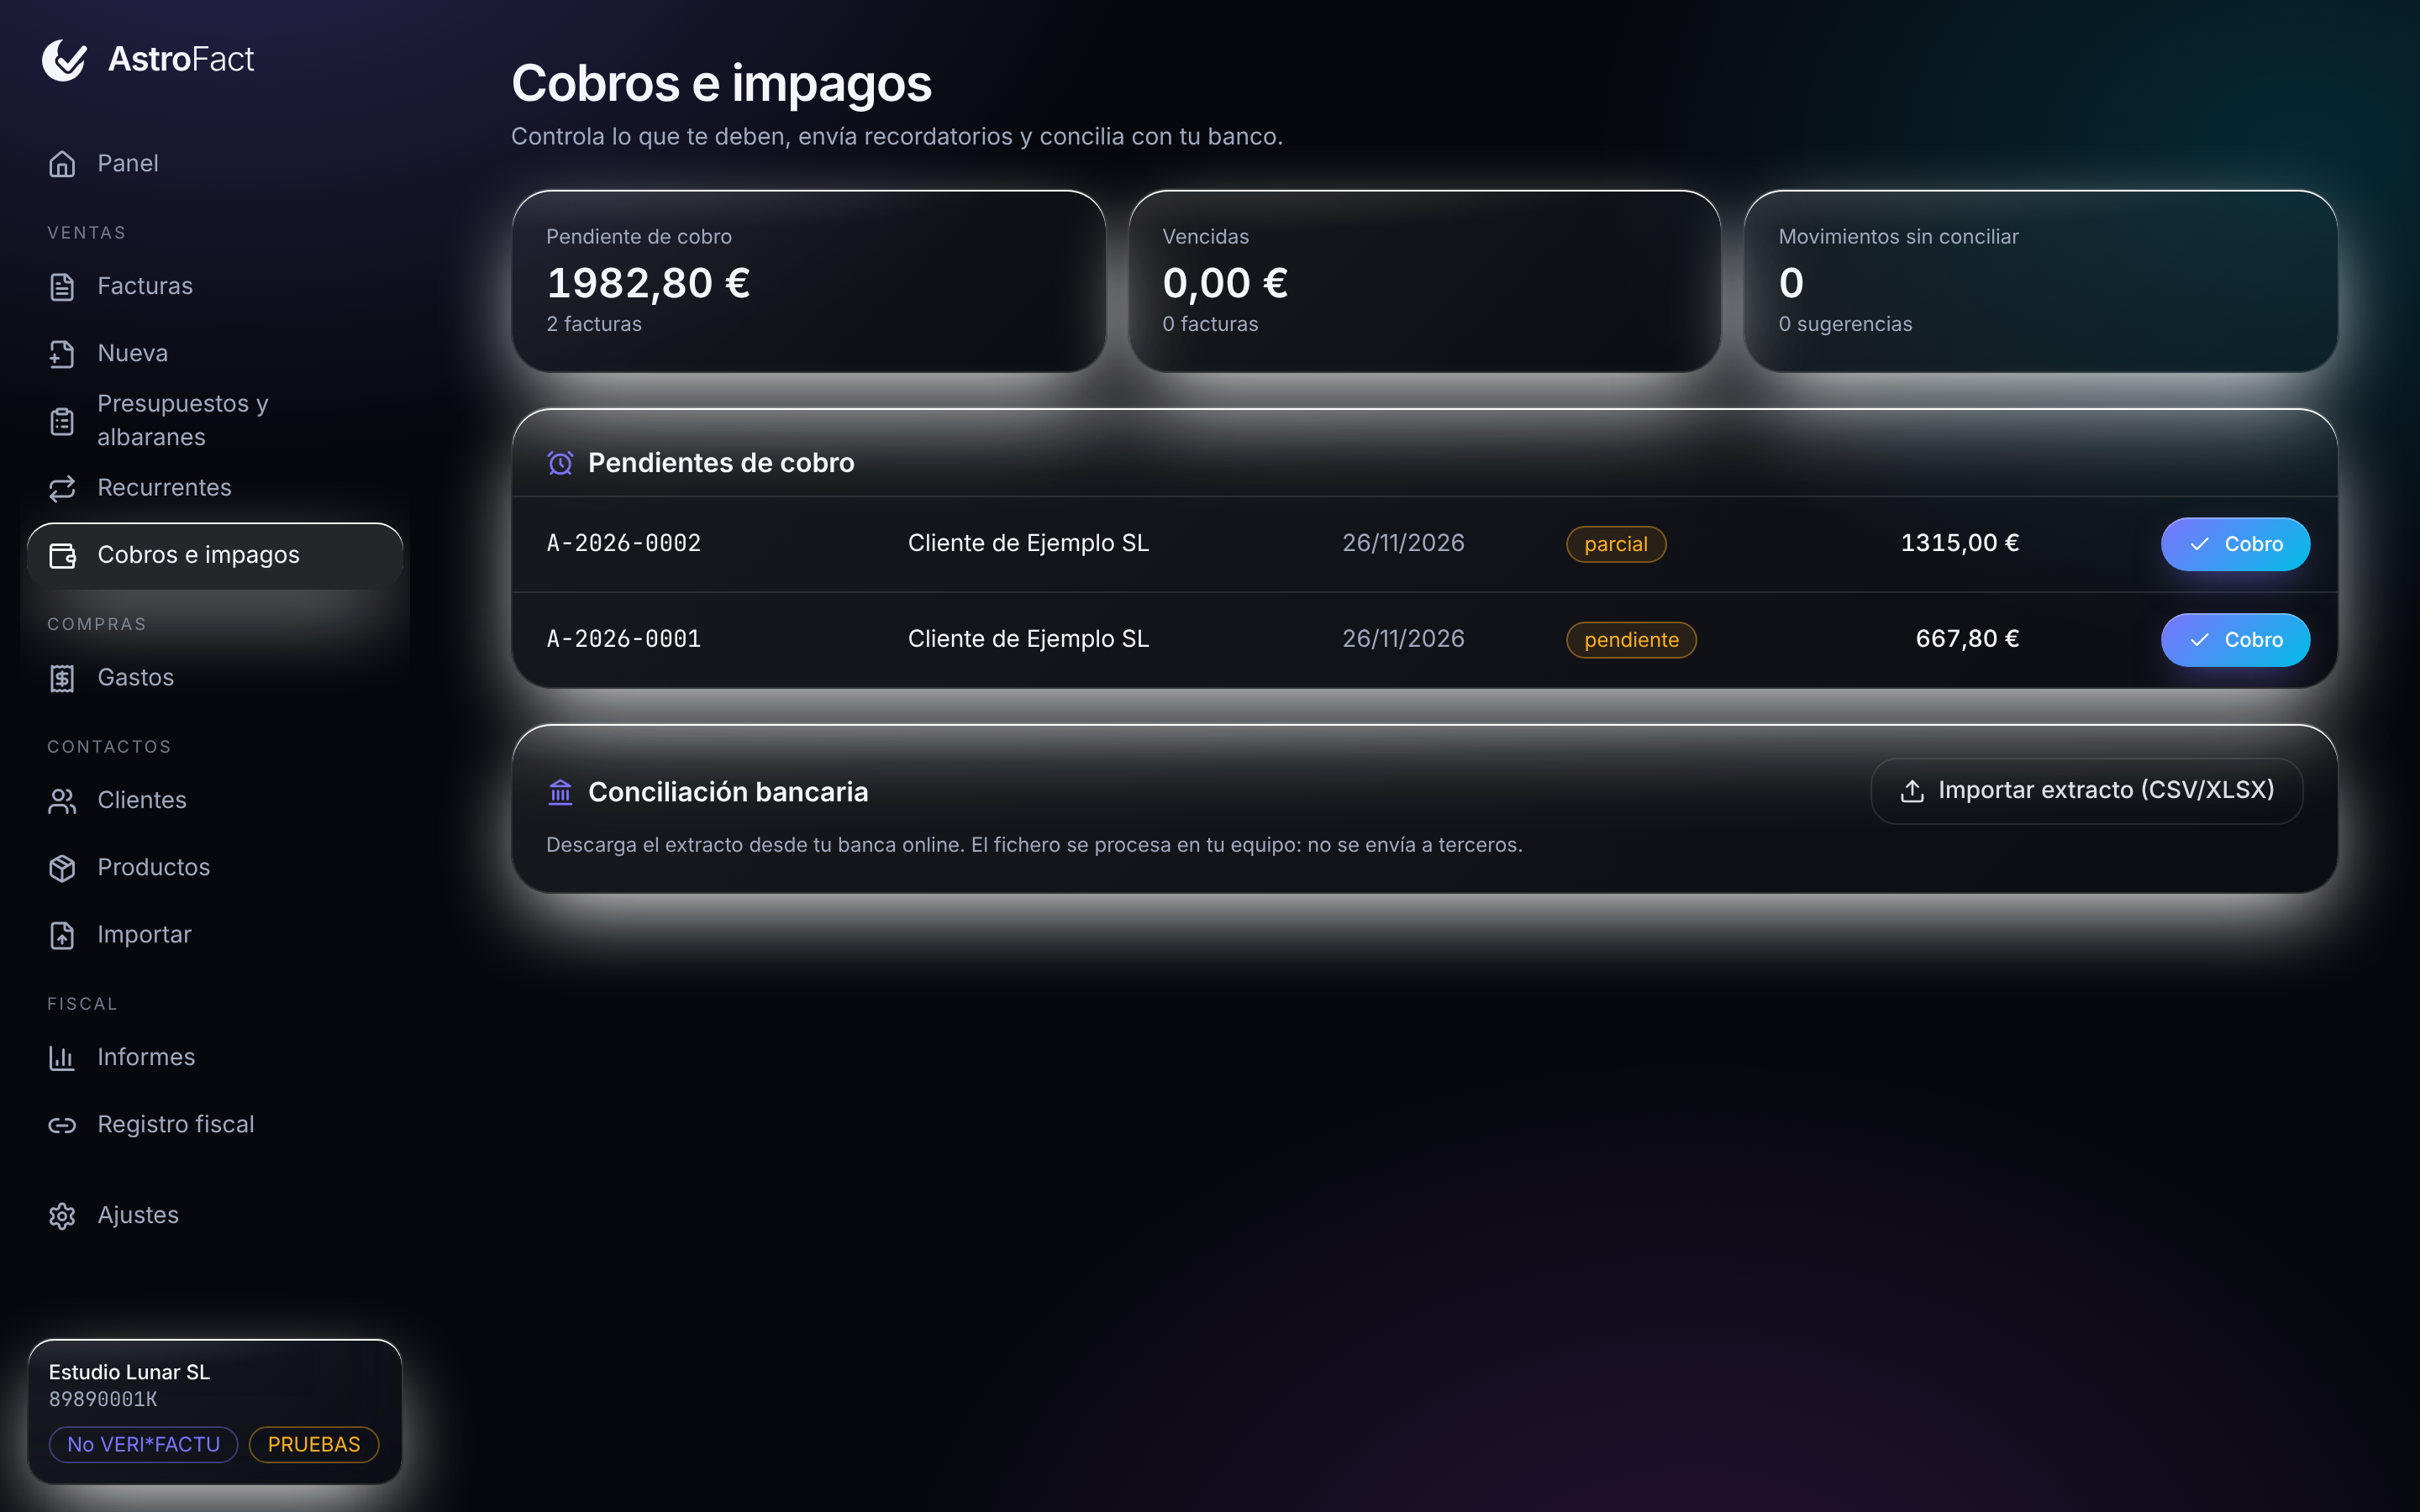 AstroFact
Panel
VENTAS
Facturas
Nueva
Presupuestos y
albaranes
Recurrentes
Cobros e impagos
COMPRAS
Gastos
CONTACTOS
Clientes
Productos
Importar
FISCAL
Informes
Registro fiscal
Ajustes
Estudio Lunar SL
89890001K
No VERI*FACTU PRUEBAS
Cobros e impagos
Controla lo que te deben, envía recordatorios y concilia con tu banco.
Pendiente de cobro
1982,80 €
2 facturas
Vencidas
0,00 €
0 facturas
Movimientos sin conciliar
0
0 sugerencias
Pendientes de cobro
A-2026-0002 Cliente de Ejemplo SL 26/11/2026 parcial 1315,00 € Cobro
A-2026-0001 Cliente de Ejemplo SL 26/11/2026 pendiente 667,80 € Cobro
Conciliación bancaria Importar extracto (CSV/XLSX)
Descarga el extracto desde tu banca online. El fichero se procesa en tu equipo: no se envía a terceros.